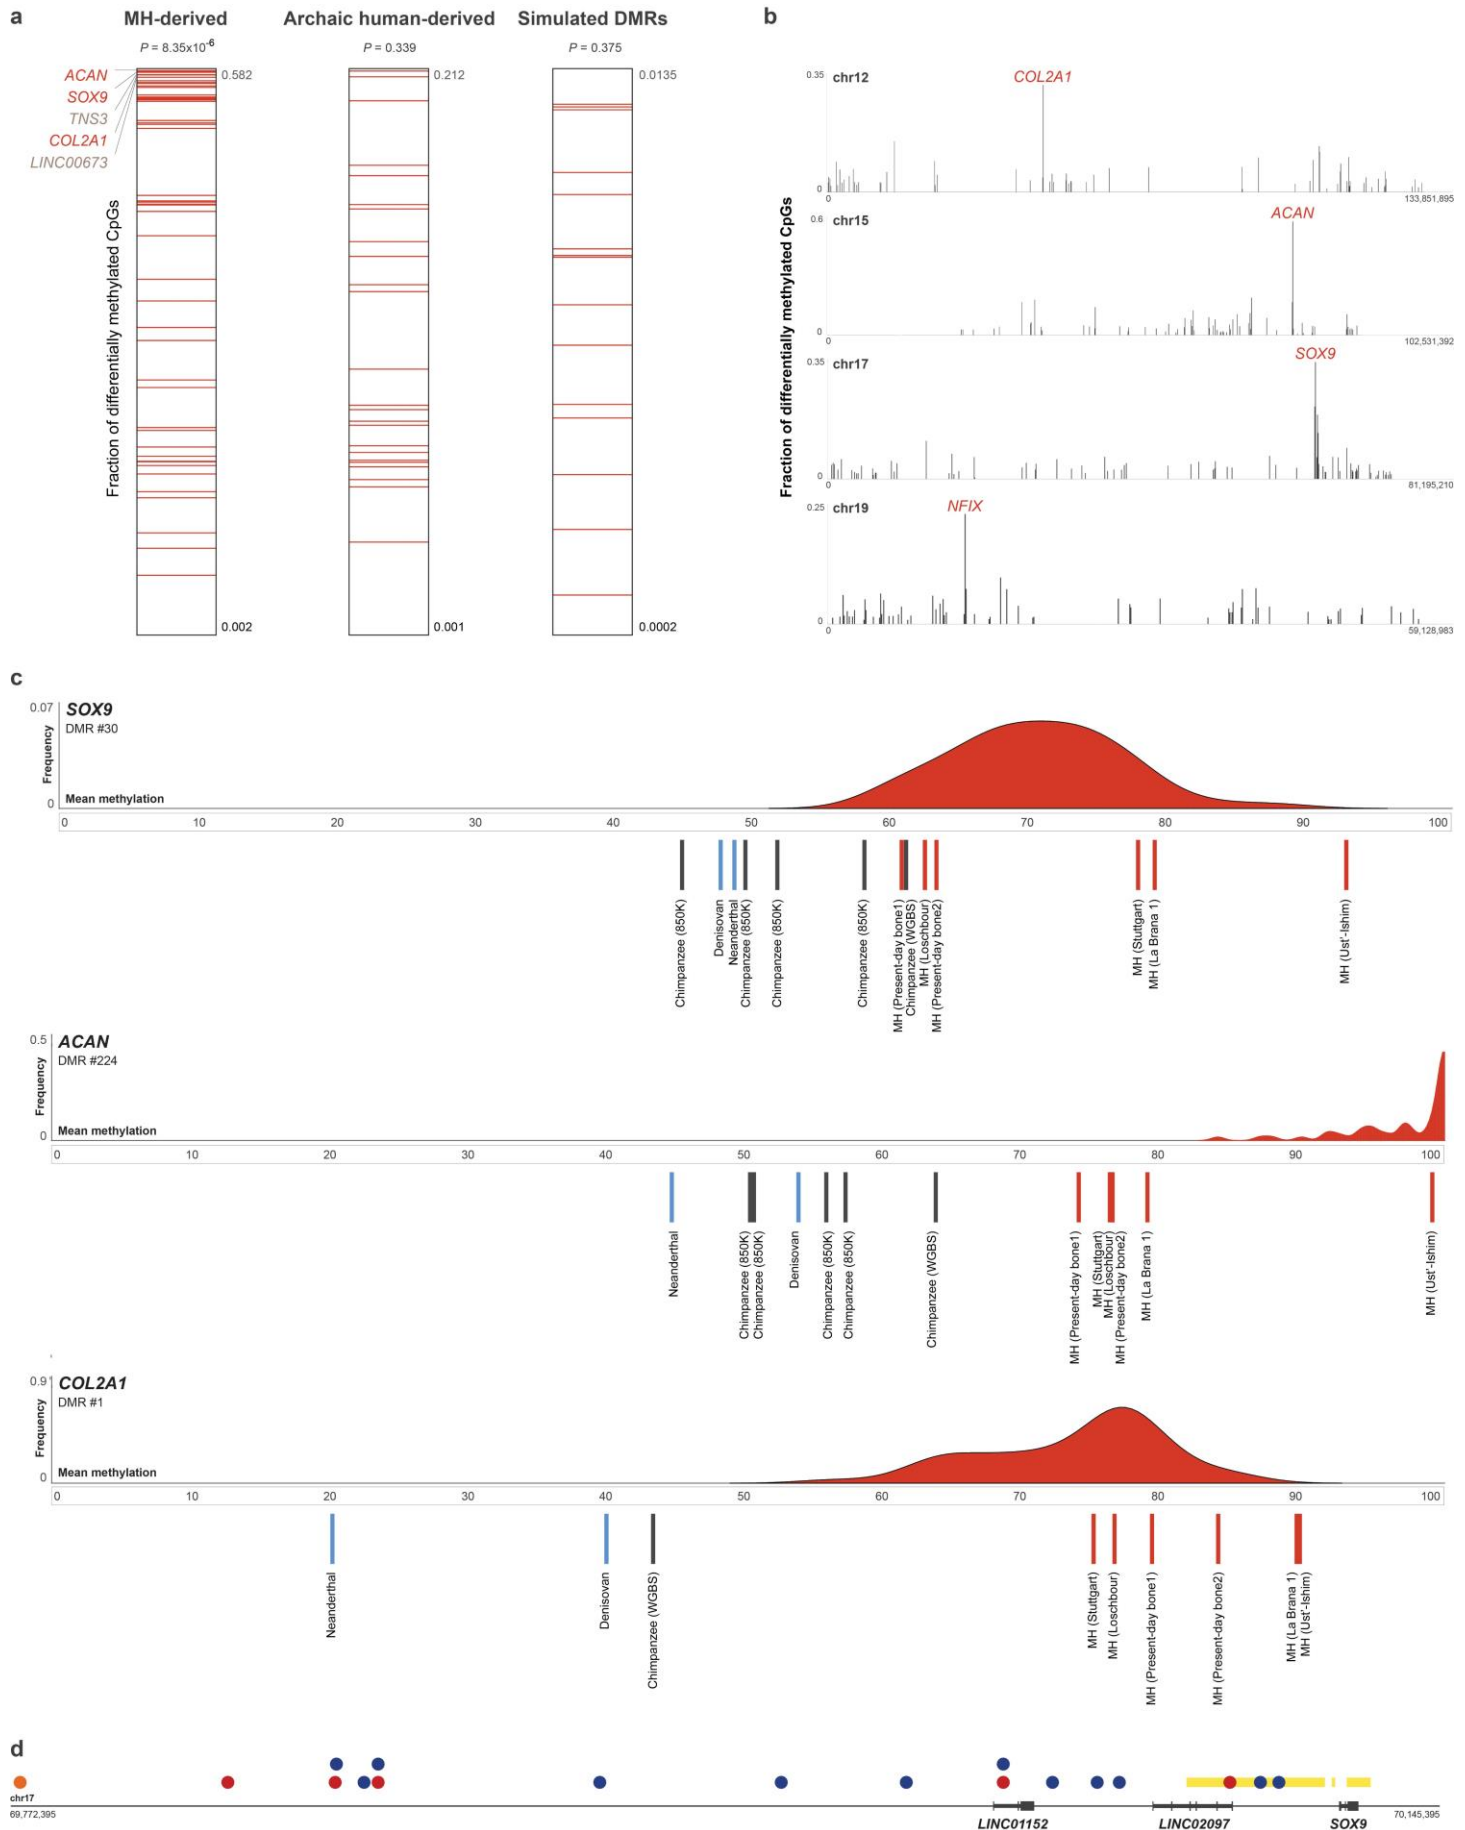 a
MH-derived
Archaic human-derived
Simulated DMRs
P = 8.35x10-6
P = 0.339
P = 0.375
ACAN
SOX9
TNS3
COL2A1
LINC00673
0.582
0.212
0.0135
Fraction of differentially methylated CpGs
0.002
0.001
0.0002
b
Fraction of differentially methylated CpGs
0.35
chr12
COL2A1
0
0
133,851,895
0.6
chr15
ACAN
0
0
102,531,392
0.35
chr17
SOX9
0
0
81,195,210
0.25
chr19
NFIX
0
0
59,128,983
c
0.07
SOX9
DMR #30
Frequency
0
Mean methylation
0 10 20 30 40 50 60 70 80 90 100
Chimpanzee (850K)
Denisovan
Neanderthal
Chimpanzee (850K)
Chimpanzee (850K)
Chimpanzee (850K)
MH (Present-day bone1)
Chimpanzee (WGBS)
MH (Loschbour)
MH (Present-day bone2)
MH (Stuttgart)
MH (La Brana 1)
MH (Ust'-Ishim)
0.5
ACAN
DMR #224
Frequency
0
Mean methylation
0 10 20 30 40 50 60 70 80 90 100
Neanderthal
Chimpanzee (850K)
Chimpanzee (850K)
Denisovan
Chimpanzee (850K)
Chimpanzee (850K)
Chimpanzee (WGBS)
MH (Present-day bone1)
MH (Stuttgart)
MH (Loschbour)
MH (Present-day bone2)
MH (La Brana 1)
MH (Ust'-Ishim)
0.9
COL2A1
DMR #1
Frequency
0
Mean methylation
0 10 20 30 40 50 60 70 80 90 100
Neanderthal
Denisovan
Chimpanzee (WGBS)
MH (Stuttgart)
MH (Loschbour)
MH (Present-day bone1)
MH (Present-day bone2)
MH (La Brana 1)
MH (Ust'-Ishim)
d
chr17
69,772,395
70,145,395
LINC01152
LINC02097
SOX9